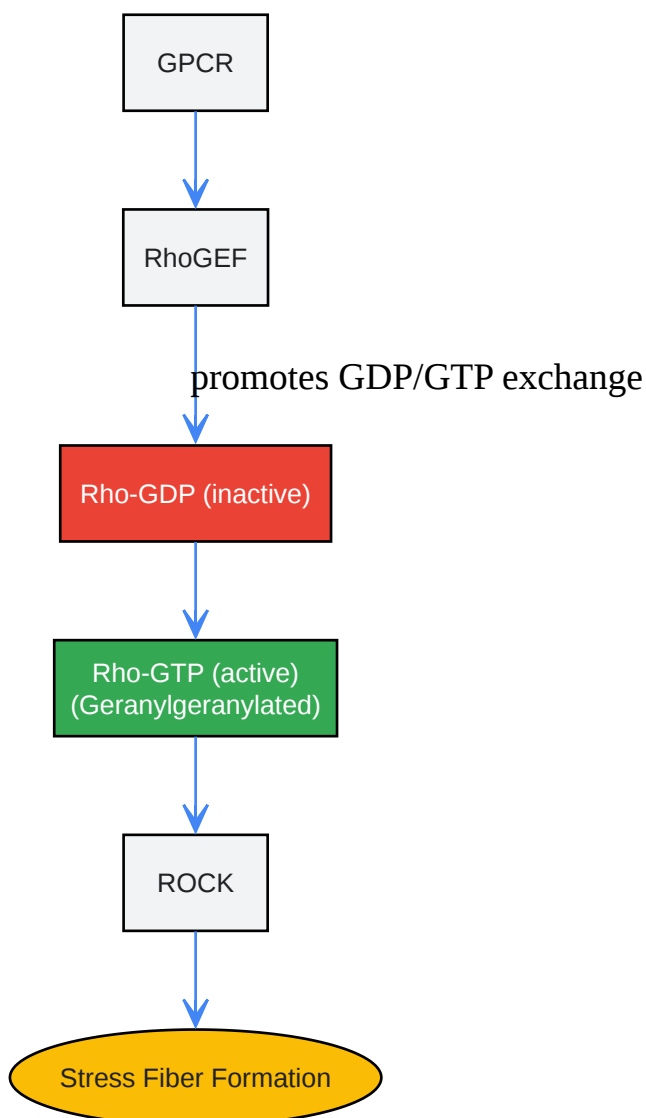 GPCR
RhoGEF
promotes GDP/GTP exchange
Rho-GDP (inactive)
Rho-GTP (active)
(Geranylgeranylated)
ROCK
Stress Fiber Formation